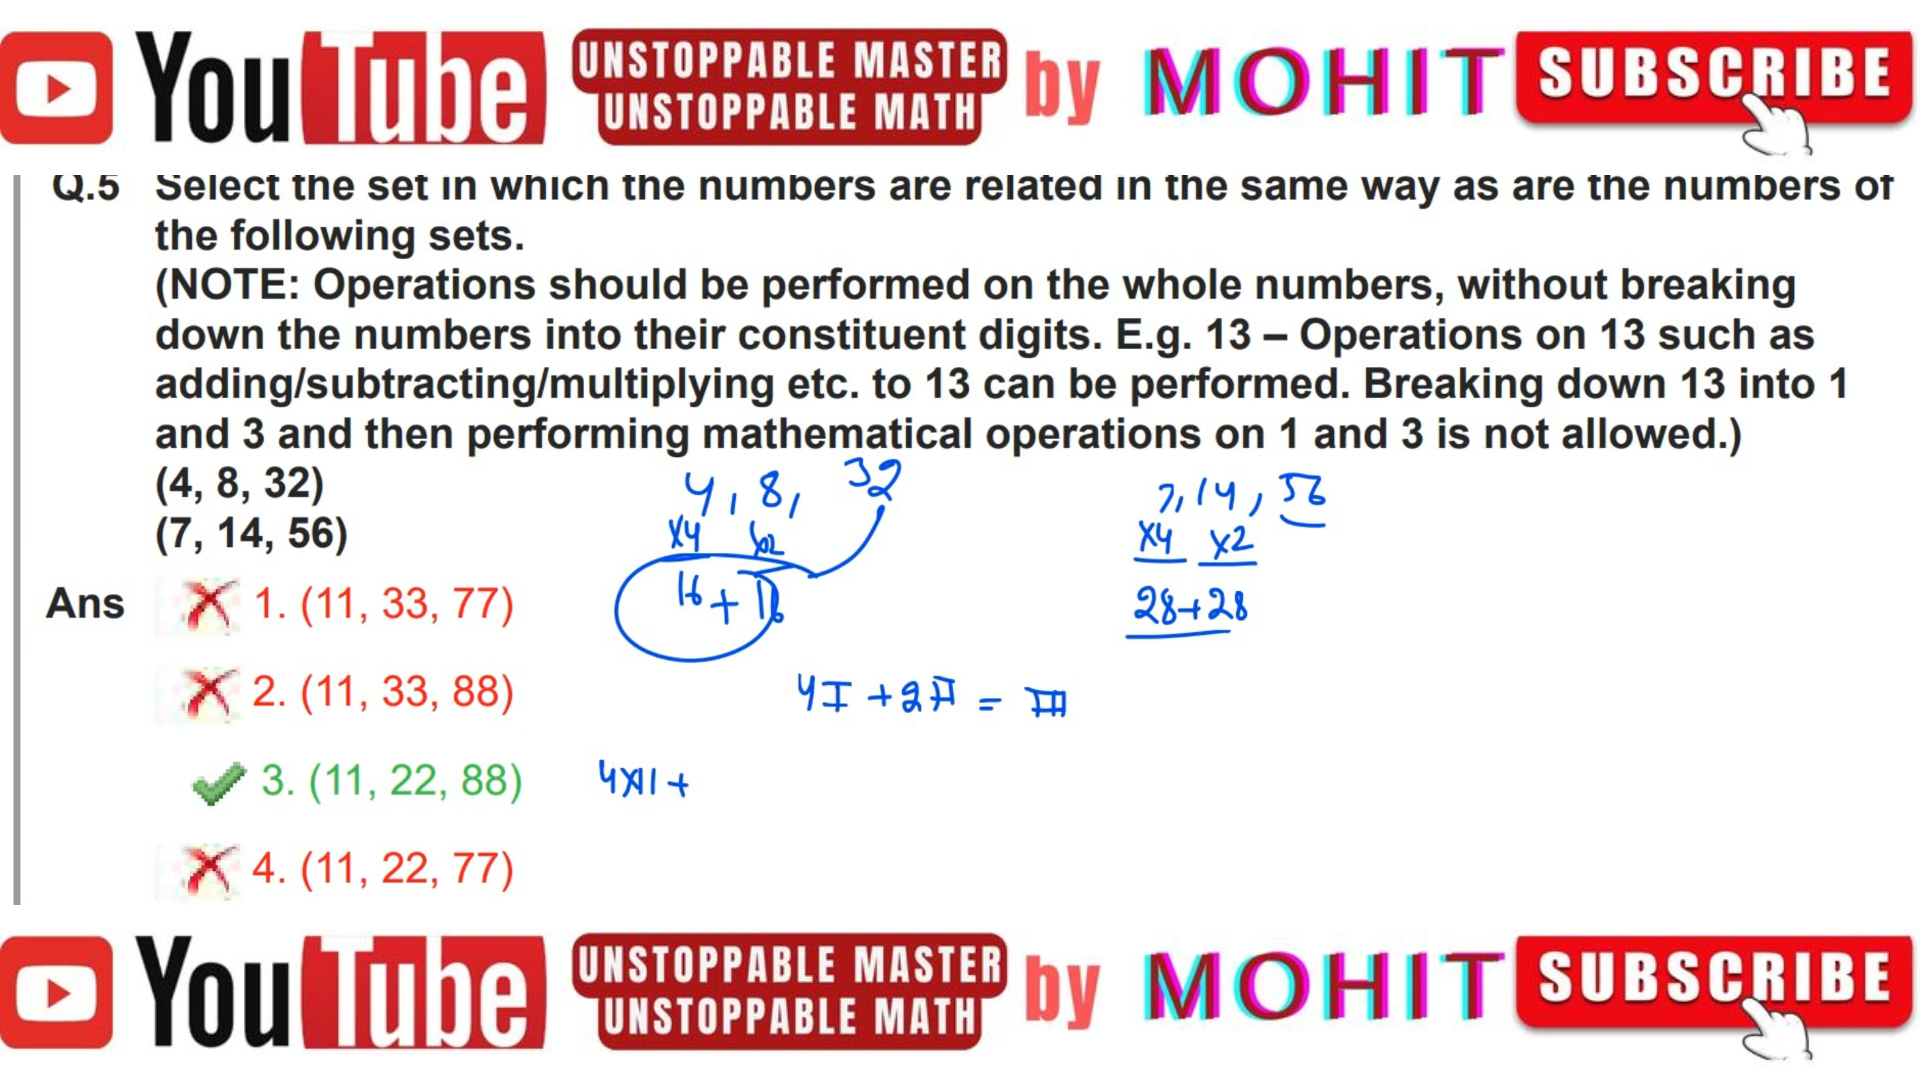 YouTube UNSTOPPABLE MASTER by MOHIT SUBSCRIBE
UNSTOPPABLE MATH
Q.5 Select the set in which the numbers are related in the same way as are the numbers of
the following sets.
(NOTE: Operations should be performed on the whole numbers, without breaking
down the numbers into their constituent digits. E.g. 13 – Operations on 13 such as
adding/subtracting/multiplying etc. to 13 can be performed. Breaking down 13 into 1
and 3 and then performing mathematical operations on 1 and 3 is not allowed.)
(4, 8, 32) 4, 8, 32 7, 14, 56
(7, 14, 56) x4 x2 x4 x2
Ans 1. (11, 33, 77) 16 + 16 28+28
2. (11, 33, 88) 4I + 2II = III
3. (11, 22, 88) 4x11 +
4. (11, 22, 77)
YouTube UNSTOPPABLE MASTER by MOHIT SUBSCRIBE
UNSTOPPABLE MATH